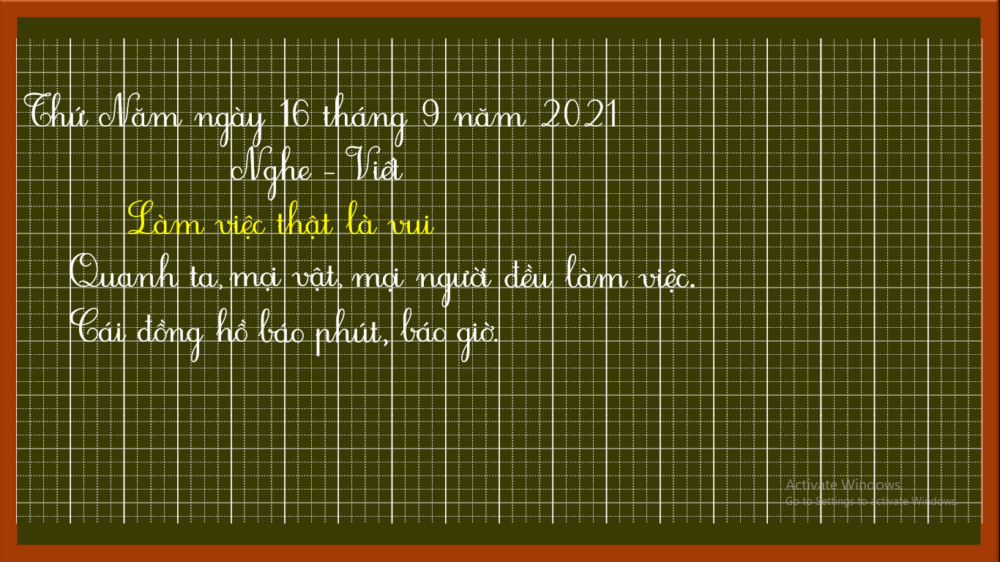 Thứ Năm ngày 16 tháng 9 năm 2021
Nghe - Viết
Làm việc thật là vui
Quanh ta, mọi vật, mọi người đều làm việc.
Cái đồng hồ báo phút, báo giờ.
Activate Windows
Go to Settings to activate Windows.